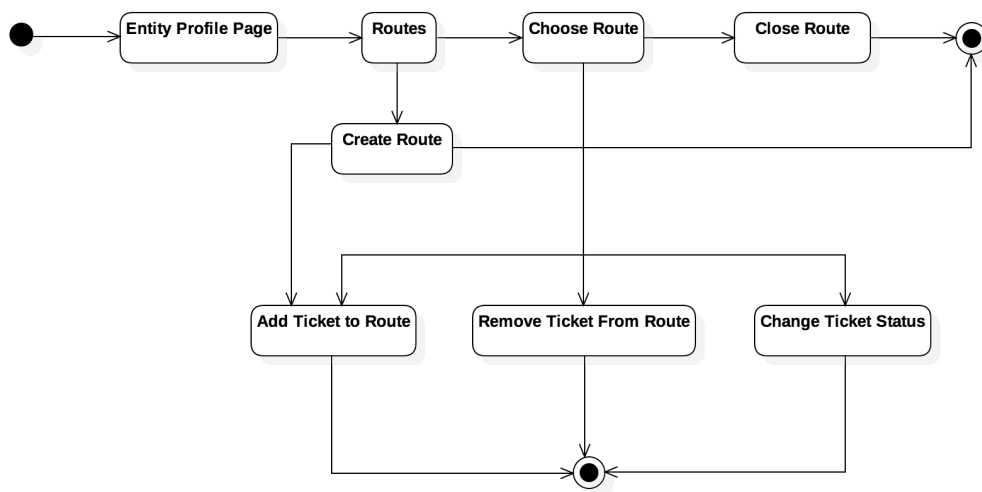 Entity Profile Page
Routes
Choose Route
Close Route
Create Route
Add Ticket to Route
Remove Ticket From Route
Change Ticket Status